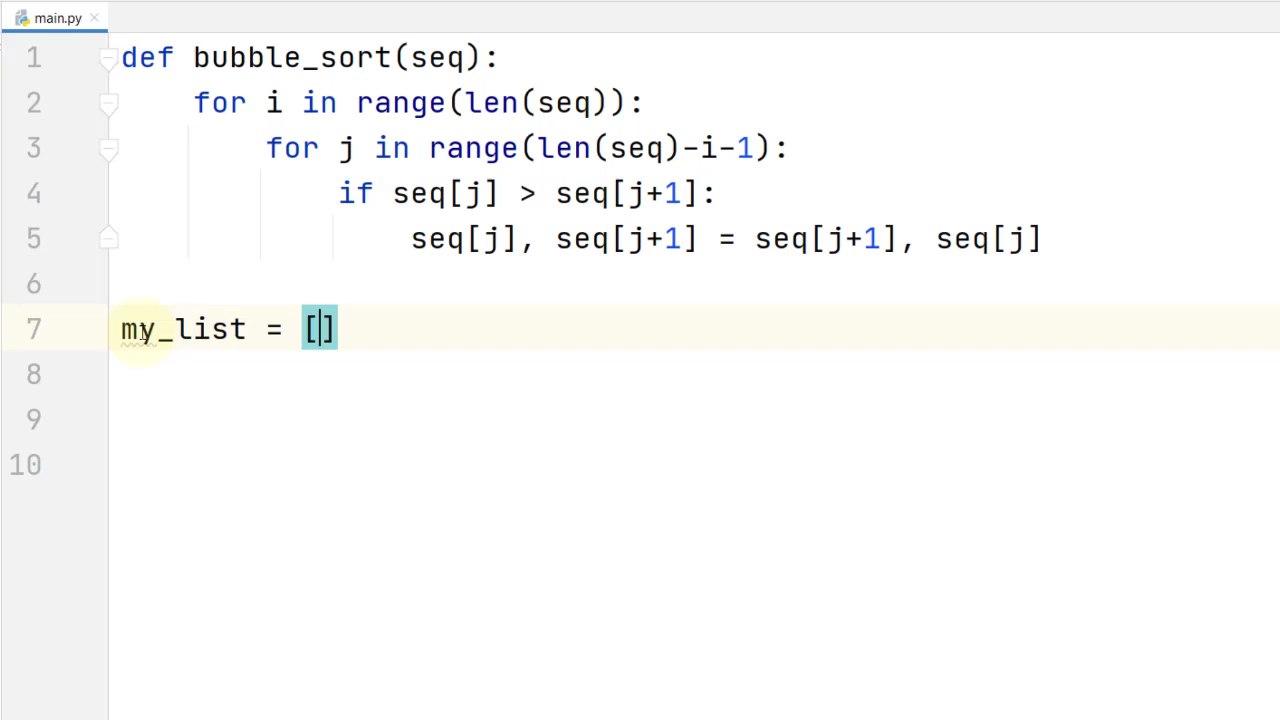 main.py
1 def bubble_sort(seq):
2     for i in range(len(seq)):
3         for j in range(len(seq)-i-1):
4             if seq[j] > seq[j+1]:
5                 seq[j], seq[j+1] = seq[j+1], seq[j]
6
7 my_list = []
8
9
10